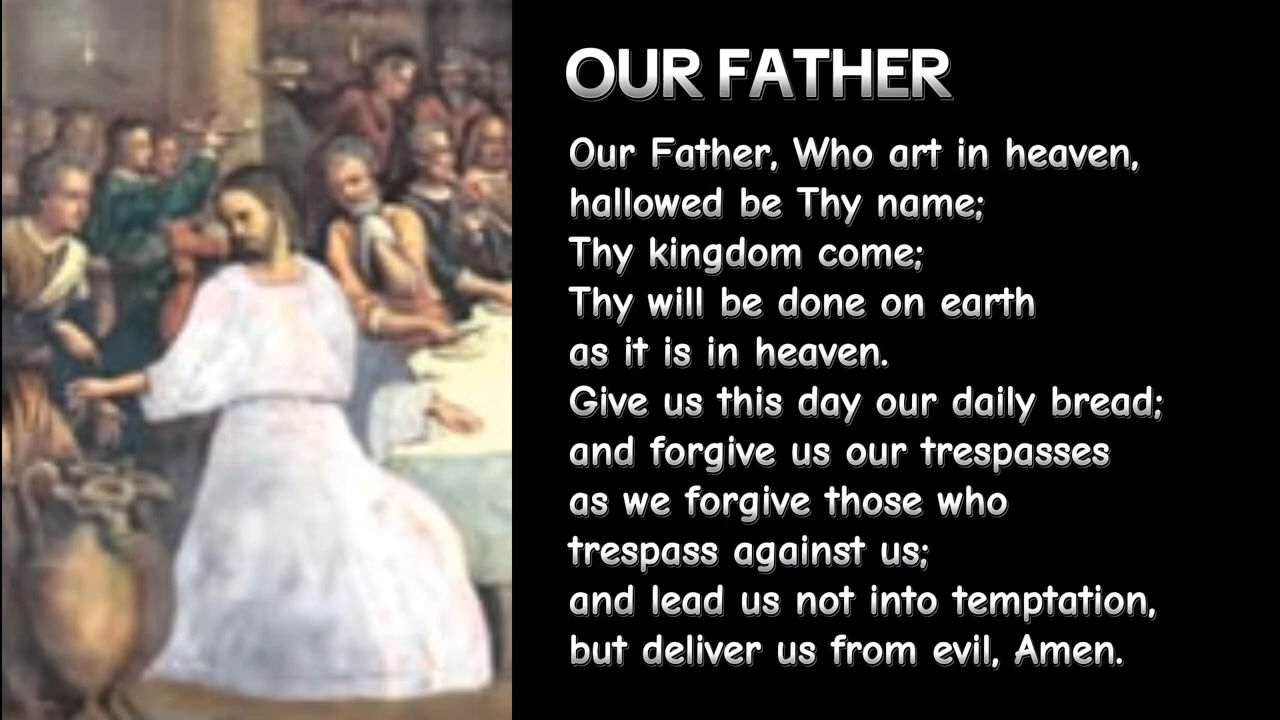 OUR FATHER
Our Father, Who art in heaven,
hallowed be Thy name;
Thy kingdom come;
Thy will be done on earth
as it is in heaven.
Give us this day our daily bread;
and forgive us our trespasses
as we forgive those who
trespass against us;
and lead us not into temptation,
but deliver us from evil, Amen.